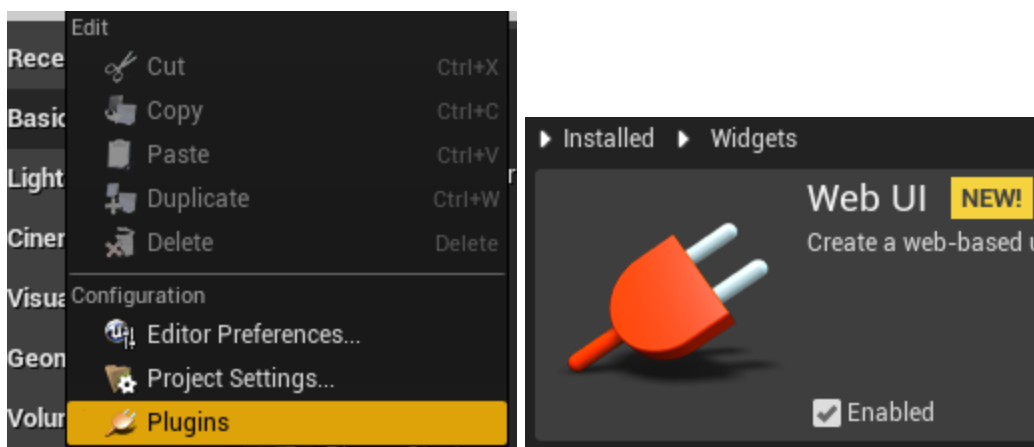 Edit
Cut Ctrl+X
Copy Ctrl+C
Paste Ctrl+V
Duplicate Ctrl+W
Delete Delete
Configuration
Editor Preferences...
Project Settings...
Plugins
Rece
Basic
Light
Ciner
Visua
Geon
Volur
Installed Widgets
Web UI NEW!
Create a web-based u
Enabled